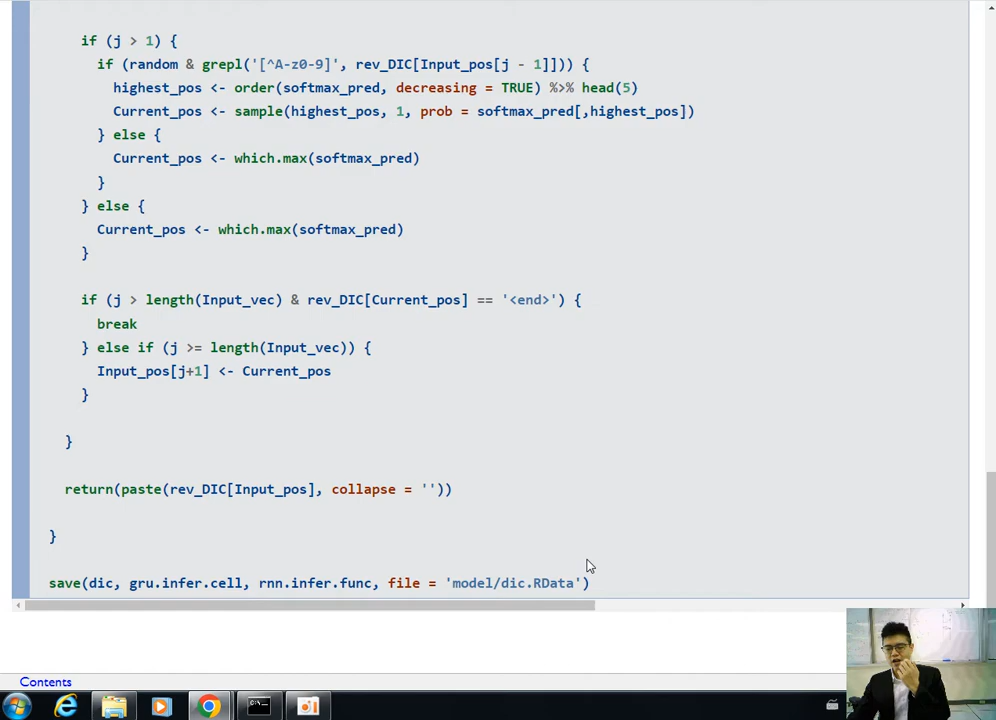 if (j > 1) {
if (random & grepl('[^A-z0-9]', rev_DIC[Input_pos[j - 1]])) {
highest_pos <- order(softmax_pred, decreasing = TRUE) %>% head(5)
Current_pos <- sample(highest_pos, 1, prob = softmax_pred[,highest_pos])
} else {
Current_pos <- which.max(softmax_pred)
}
} else {
Current_pos <- which.max(softmax_pred)
}
if (j > length(Input_vec) & rev_DIC[Current_pos] == '<end>') {
break
} else if (j >= length(Input_vec)) {
Input_pos[j+1] <- Current_pos
}
}
return(paste(rev_DIC[Input_pos], collapse = ''))
}
save(dic, gru.infer.cell, rnn.infer.func, file = 'model/dic.RData')
Contents